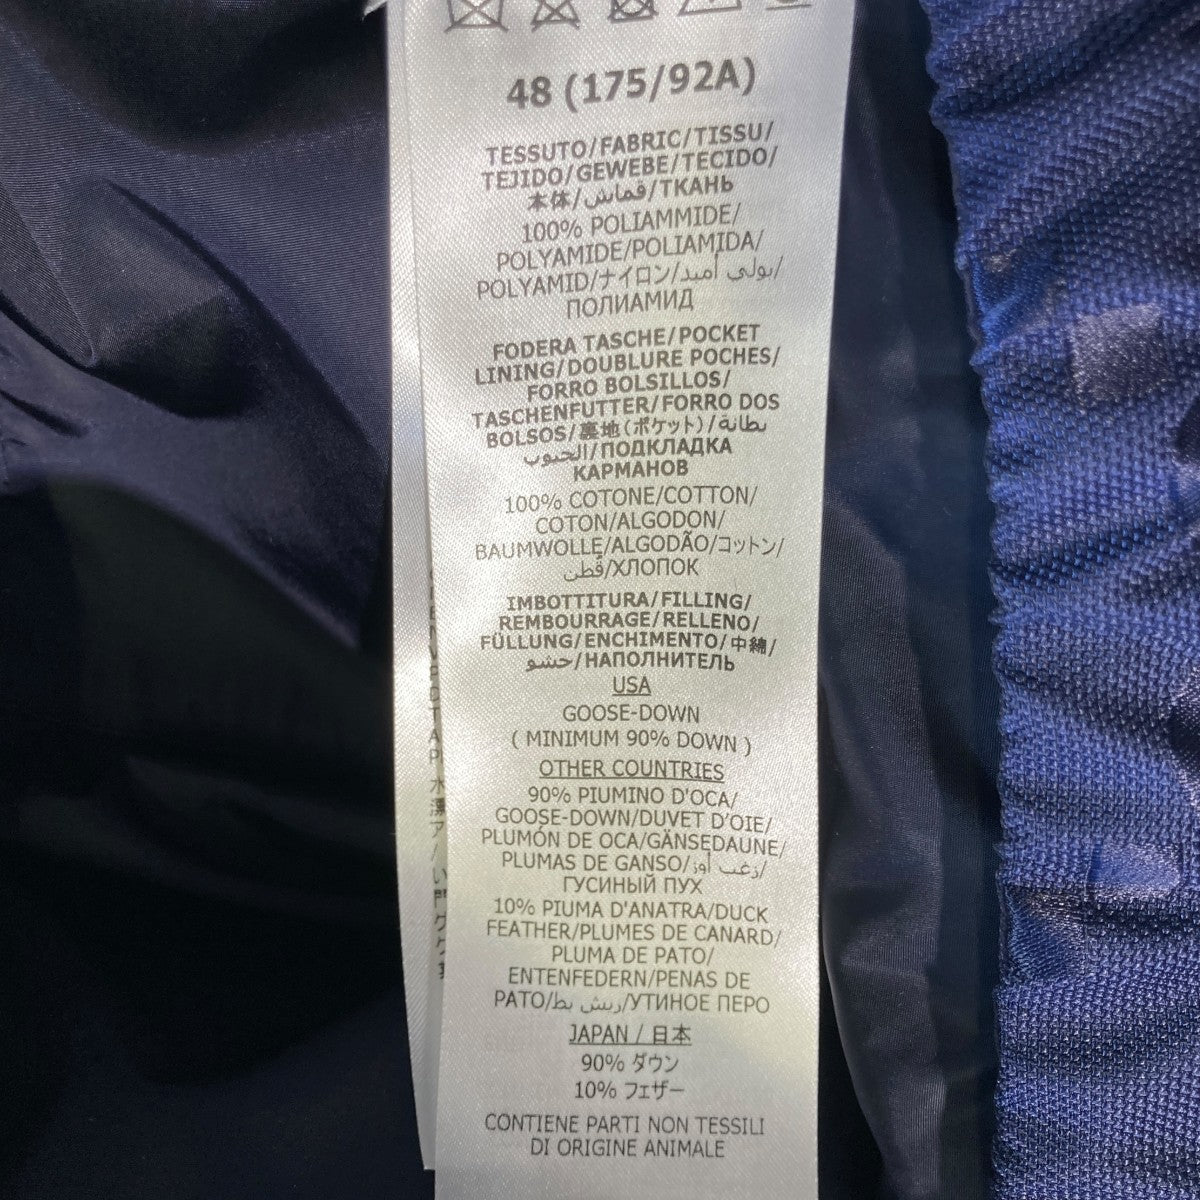 48 (175/92A)
TESSUTO/FABRIC/TISSU/
TEJIDO/GEWEBE/TECIDO/
本体/قماش/ТКАНЬ
100% POLIAMMIDE/
POLYAMIDE/POLIAMIDA/
POLYAMID/ナイロン/بولي أميد/
ПОЛИАМИД
FODERA TASCHE/POCKET
LINING/DOUBLURE POCHES/
FORRO BOLSILLOS/
TASCHENFUTTER/FORRO DOS
BOLSOS/裏地(ポケット)/بطانة
الجيوب/ПОДКЛАДКА
КАРМАНОВ
100% COTONE/COTTON/
COTON/ALGODON/
BAUMWOLLE/ALGODÃO/コットン/
قطن/ХЛОПОК
IMBOTTITURA/FILLING/
REMBOURRAGE/RELLENO/
FÜLLUNG/ENCHIMENTO/中綿/
حشو/НАПОЛНИТЕЛЬ
USA
GOOSE-DOWN
( MINIMUM 90% DOWN )
OTHER COUNTRIES
90% PIUMINO D'OCA/
GOOSE-DOWN/DUVET D'OIE/
PLUMÓN DE OCA/GÄNSEDAUNE/
PLUMAS DE GANSO/زغب أوز/
ГУСИНЫЙ ПУХ
10% PIUMA D'ANATRA/DUCK
FEATHER/PLUMES DE CANARD/
PLUMA DE PATO/
ENTENFEDERN/PENAS DE
PATO/ريش بط/УТИНОЕ ПЕРО
JAPAN / 日本
90% ダウン
10% フェザー
CONTIENE PARTI NON TESSILI
DI ORIGINE ANIMALE